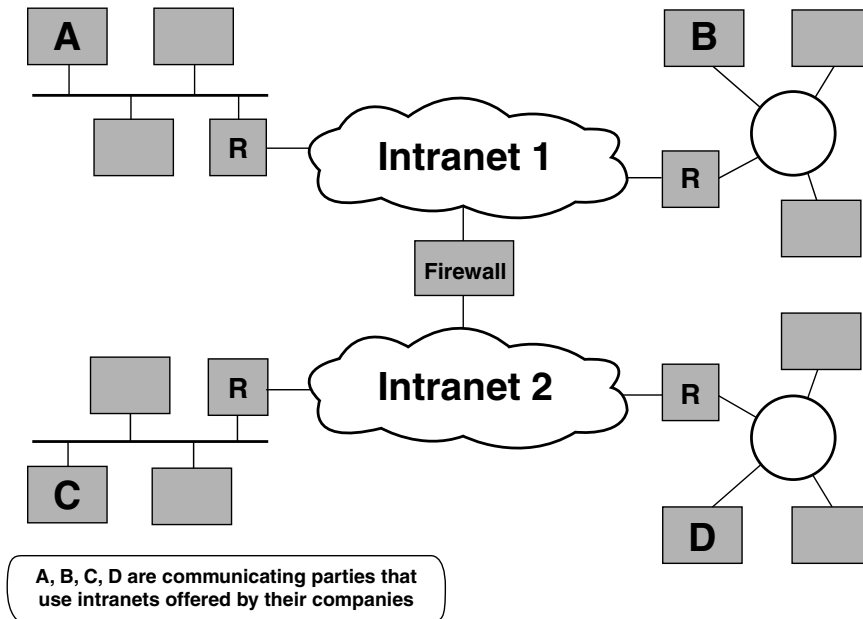 A
B
R
Intranet 1
R
Firewall
R
Intranet 2
R
C
D
A, B, C, D are communicating parties that
use intranets offered by their companies